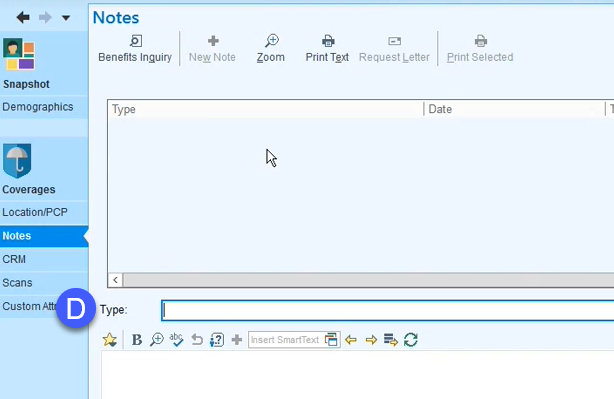 Notes
Benefits Inquiry
New Note
Zoom
Print Text
Request Letter
Print Selected
Snapshot
Demographics
Type
Date
T
Coverages
Location/PCP
Notes
CRM
Scans
Custom Att
D
Type:
B
abc
Insert SmartText